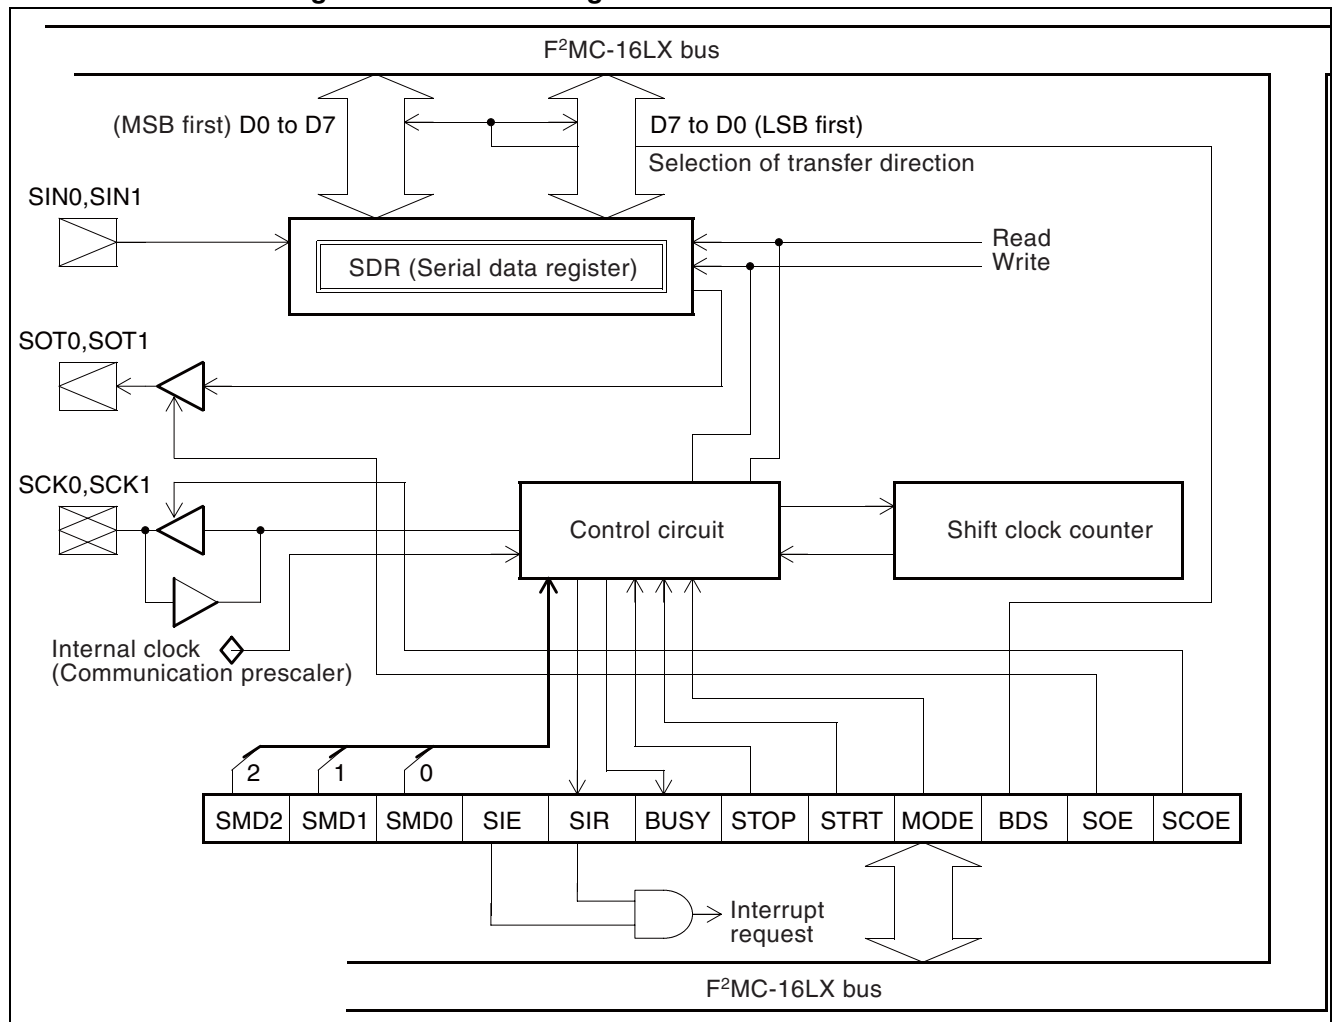 F²MC-16LX bus
(MSB first) D0 to D7
D7 to D0 (LSB first)
Selection of transfer direction
SIN0,SIN1
Read
Write
SDR (Serial data register)
SOT0,SOT1
SCK0,SCK1
Control circuit
Shift clock counter
Internal clock
(Communication prescaler)
2 1 0
SMD2 SMD1 SMD0 SIE SIR BUSY STOP STRT MODE BDS SOE SCOE
Interrupt
request
F²MC-16LX bus